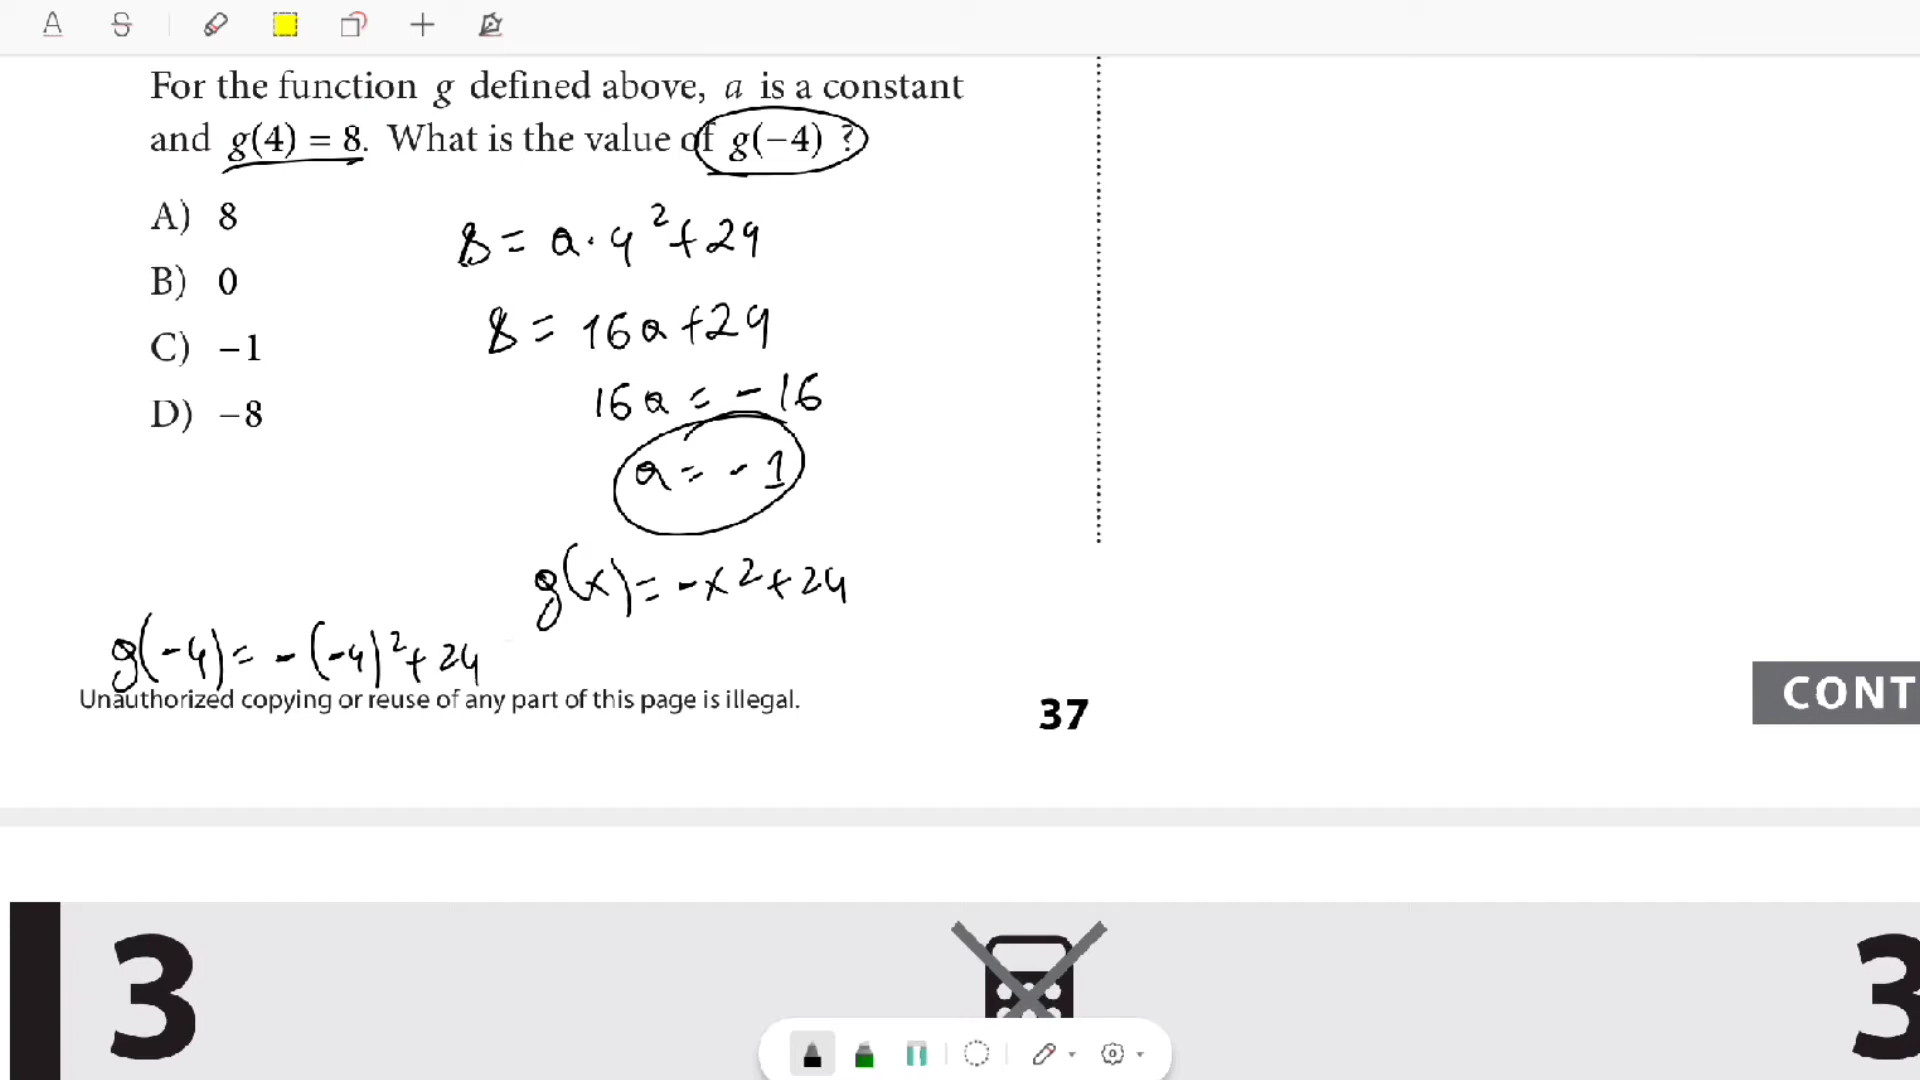 For the function g defined above, a is a constant
and g(4) = 8. What is the value of g(−4) ?
A) 8
B) 0
C) −1
D) −8
8 = a · 4² + 24
8 = 16a + 24
16a = − 16
a = − 1
g(x) = −x² + 24
g(−4) = − (−4)² + 24
Unauthorized copying or reuse of any part of this page is illegal.
37
CONT
3
3